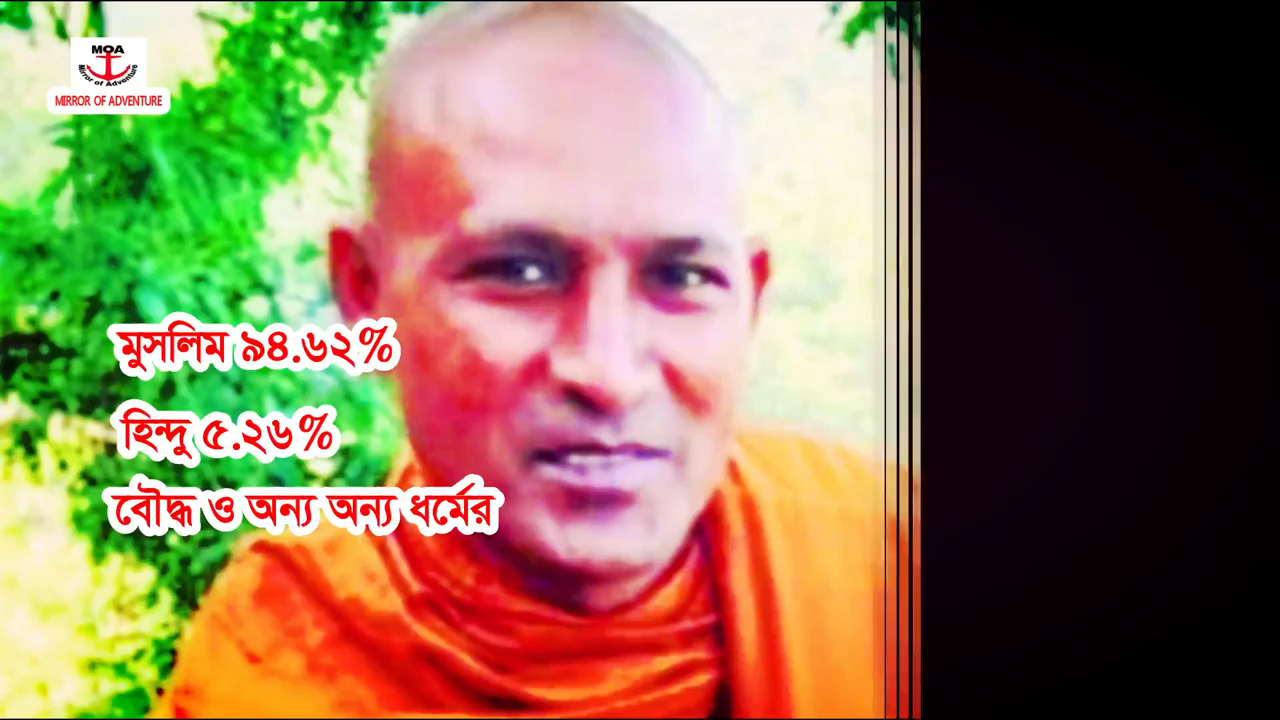 MOA
Mirror of Adventure
MIRROR OF ADVENTURE
মুসলিম ৯৪.৬২%
হিন্দু ৫.২৬%
বৌদ্ধ ও অন্য অন্য ধর্মের